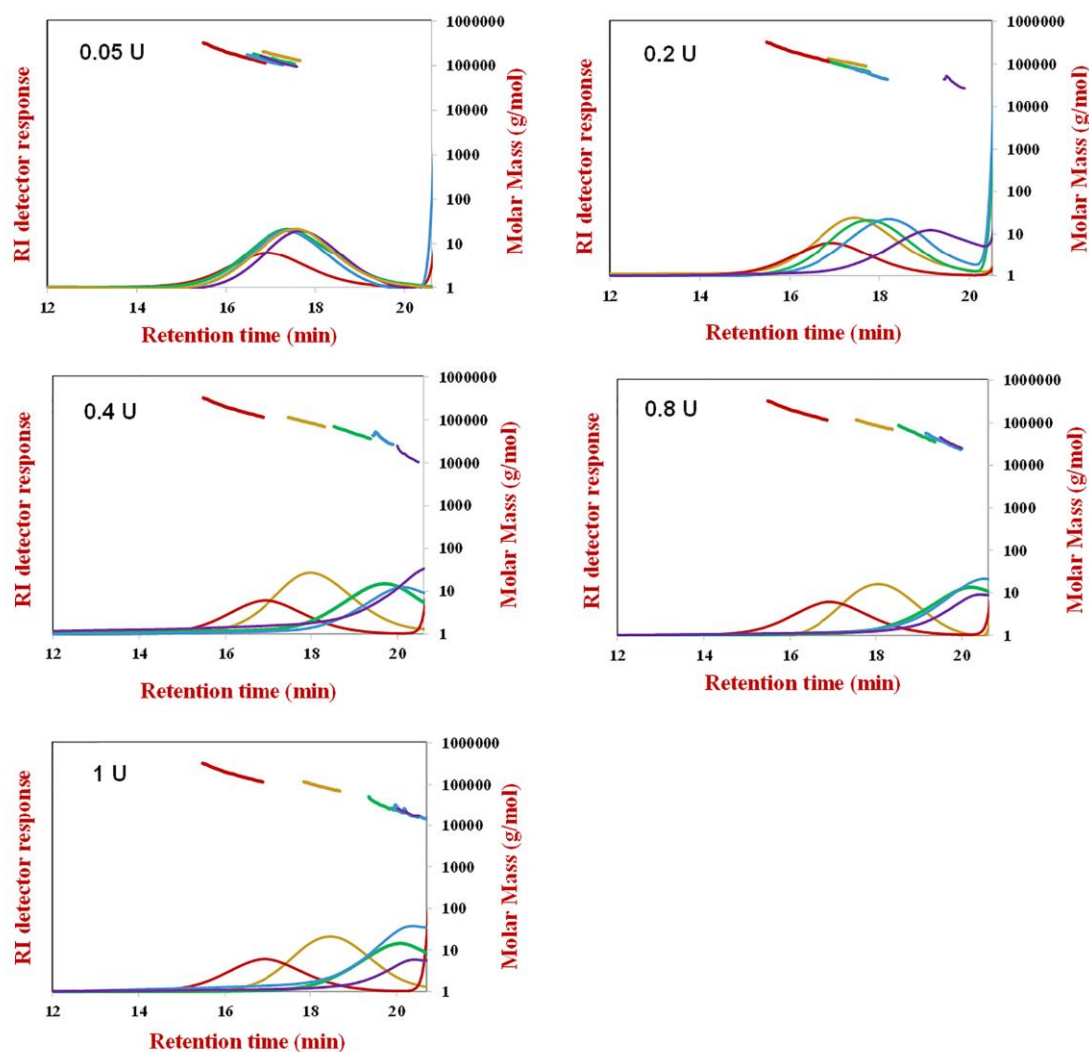 0.05 U
RI detector response
1000000
100000
10000
1000
100
10
1
Molar Mass (g/mol)
12 14 16 18 20
Retention time (min)
0.2 U
RI detector response
1000000
100000
10000
1000
100
10
1
Molar Mass (g/mol)
12 14 16 18 20
Retention time (min)
0.4 U
RI detector response
1000000
100000
10000
1000
100
10
1
Molar Mass (g/mol)
12 14 16 18 20
Retention time (min)
0.8 U
RI detector response
1000000
100000
10000
1000
100
10
1
Molar Mass (g/mol)
12 14 16 18 20
Retention time (min)
1 U
RI detector response
1000000
100000
10000
1000
100
10
1
Molar Mass (g/mol)
12 14 16 18 20
Retention time (min)